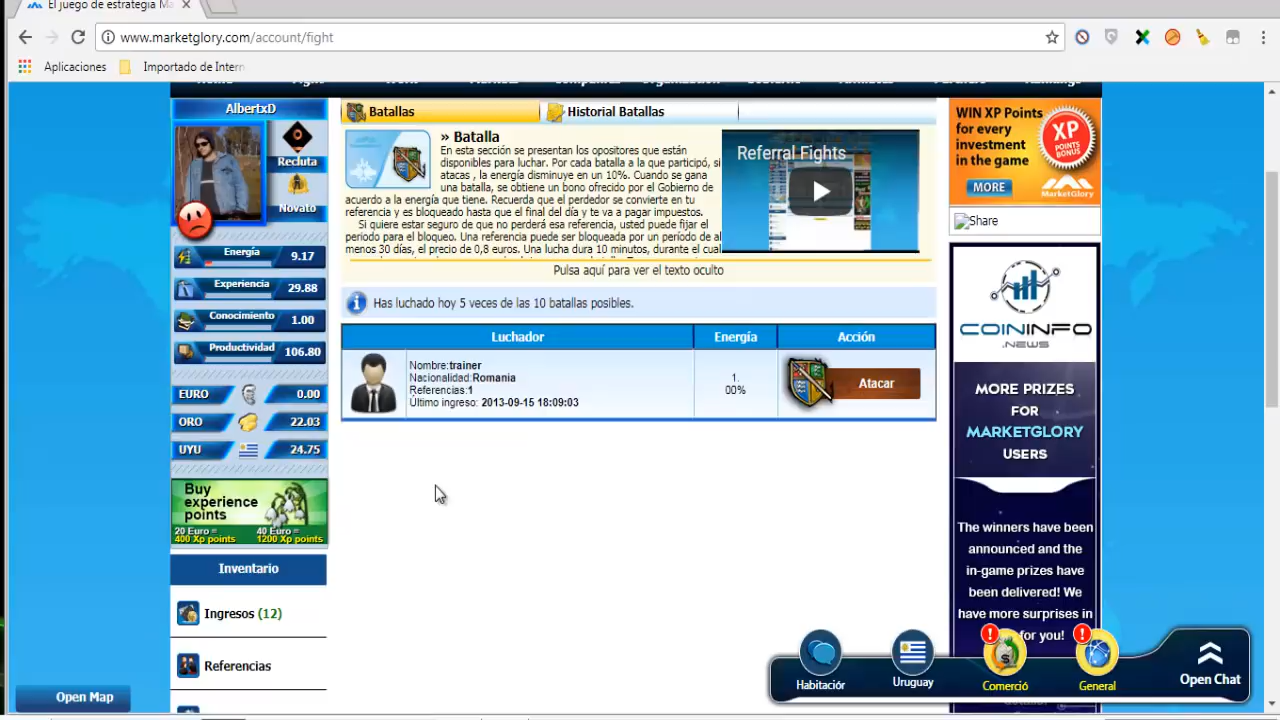 El juego de estrategia Ma
www.marketglory.com/account/fight
Aplicaciones
Importado de Intern
AlbertxD
Recluta
Novato
Energía 9.17
Experiencia 29.88
Conocimiento 1.00
Productividad 106.80
EURO 0.00
ORO 22.03
UYU 24.75
Buy
experience
points
20 Euro = 40 Euro =
400 Xp points 1200 Xp points
Inventario
Ingresos (12)
Referencias
Open Map
Batallas
Historial Batallas
» Batalla
En esta sección se presentan los opositores que están
disponibles para luchar. Por cada batalla a la que participó, si
atacas , la energía disminuye en un 10%. Cuando se gana
una batalla, se obtiene un bono ofrecido por el Gobierno de
acuerdo a la energía que tiene. Recuerda que el perdedor se convierte en tu
referencia y es bloqueado hasta que el final del día y te va a pagar impuestos.
Si quiere estar seguro de que no perderá esa referencia, usted puede fijar el
período para el bloqueo. Una referencia puede ser bloqueada por un período de al
menos 30 días, el precio de 0,8 euros. Una lucha dura 10 minutos, durante el cual
Referral Fights
Pulsa aquí para ver el texto oculto
Has luchado hoy 5 veces de las 10 batallas posibles.
Luchador Energía Acción
Nombre:trainer
Nacionalidad:Romania
Referencias:1
Último ingreso: 2013-09-15 18:09:03
1.
00%
Atacar
WIN XP Points
for every
investment
in the game
XP
POINTS
BONUS
MORE
MarketGlory
Share
COININFO
.NEWS
MORE PRIZES
FOR
MARKETGLORY
USERS
The winners have been
announced and the
in-game prizes have
been delivered! We
have more surprises in
for you!
Habitaciór
Uruguay
Comerció
General
Open Chat